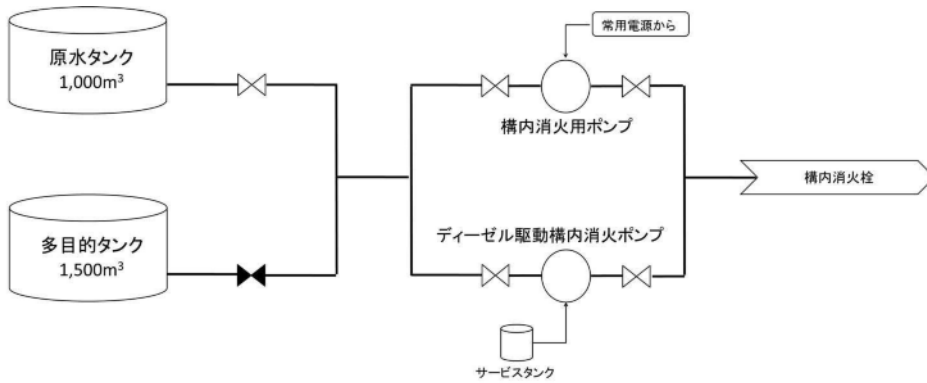 常用電源から
原水タンク
1,000m³
構内消火用ポンプ
構内消火栓
多目的タンク
1,500m³
ディーゼル駆動構内消火ポンプ
サービスタンク